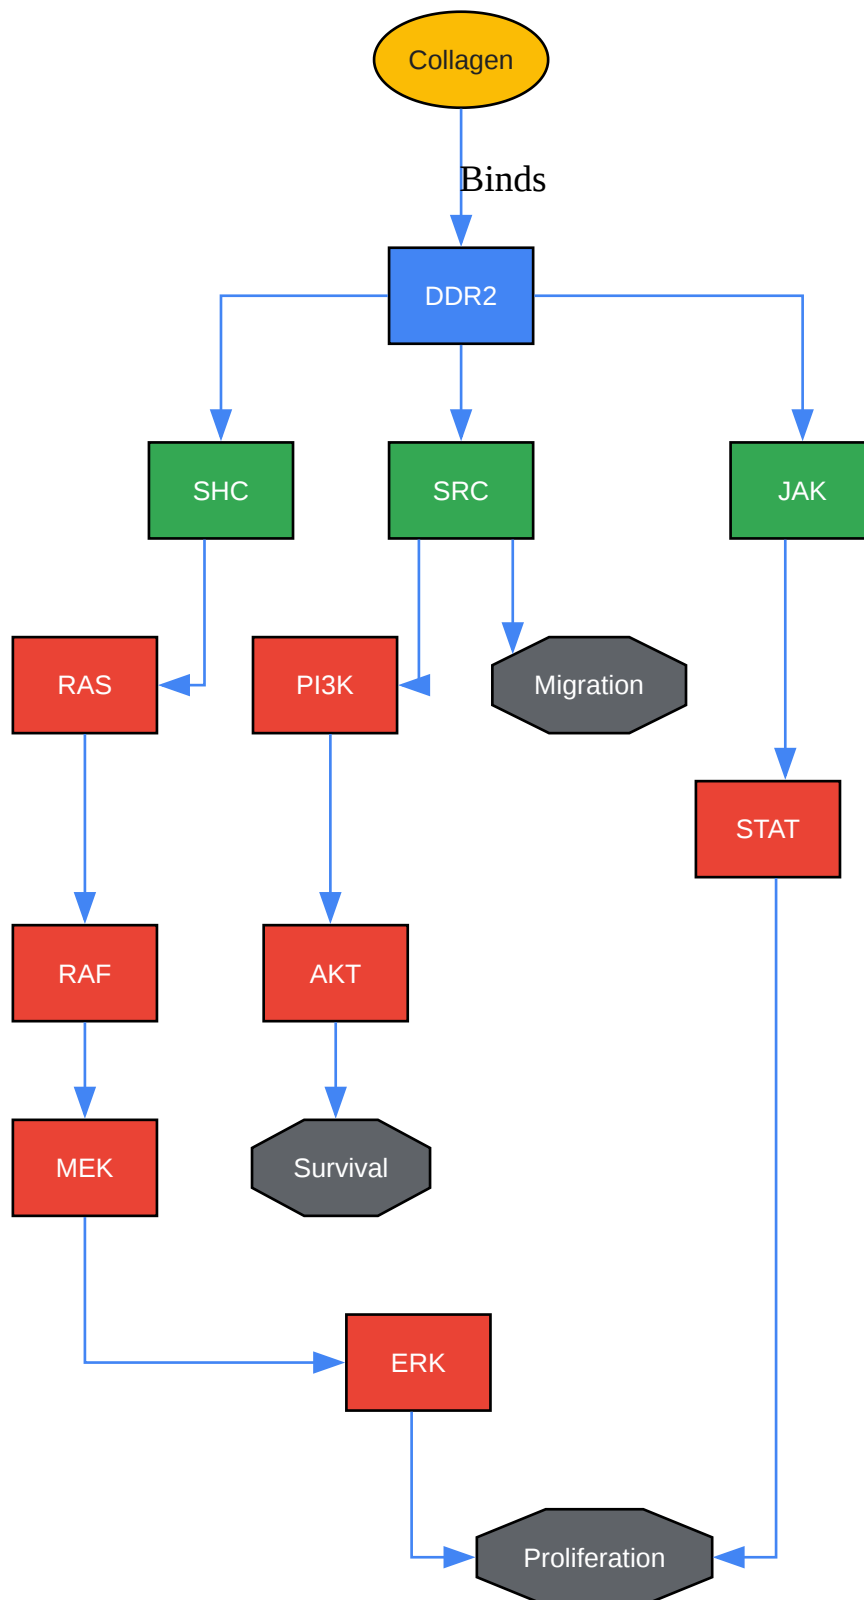 Collagen
Binds
DDR2
SHC
SRC
JAK
RAS
PI3K
Migration
STAT
RAF
AKT
MEK
Survival
ERK
Proliferation